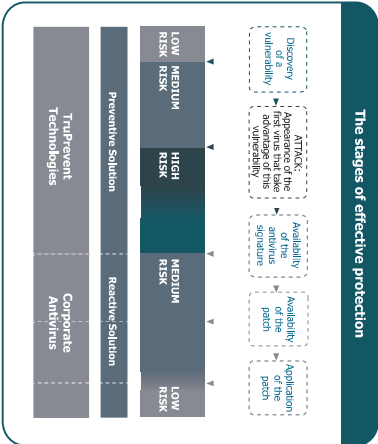 The stages of effective protection
Discovery
of a
vulnerability
ATTACK:
Appearance of the
first virus that take
advantage of this
vulnerability
Availability
of the
antivirus
signature
Availability
of the
patch
Application
of the
patch
LOW
RISK
MEDIUM
RISK
HIGH
RISK
MEDIUM
RISK
LOW
RISK
Preventive Solution
Reactive Solution
TruPrevent
Technologies
Corporate
Antivirus